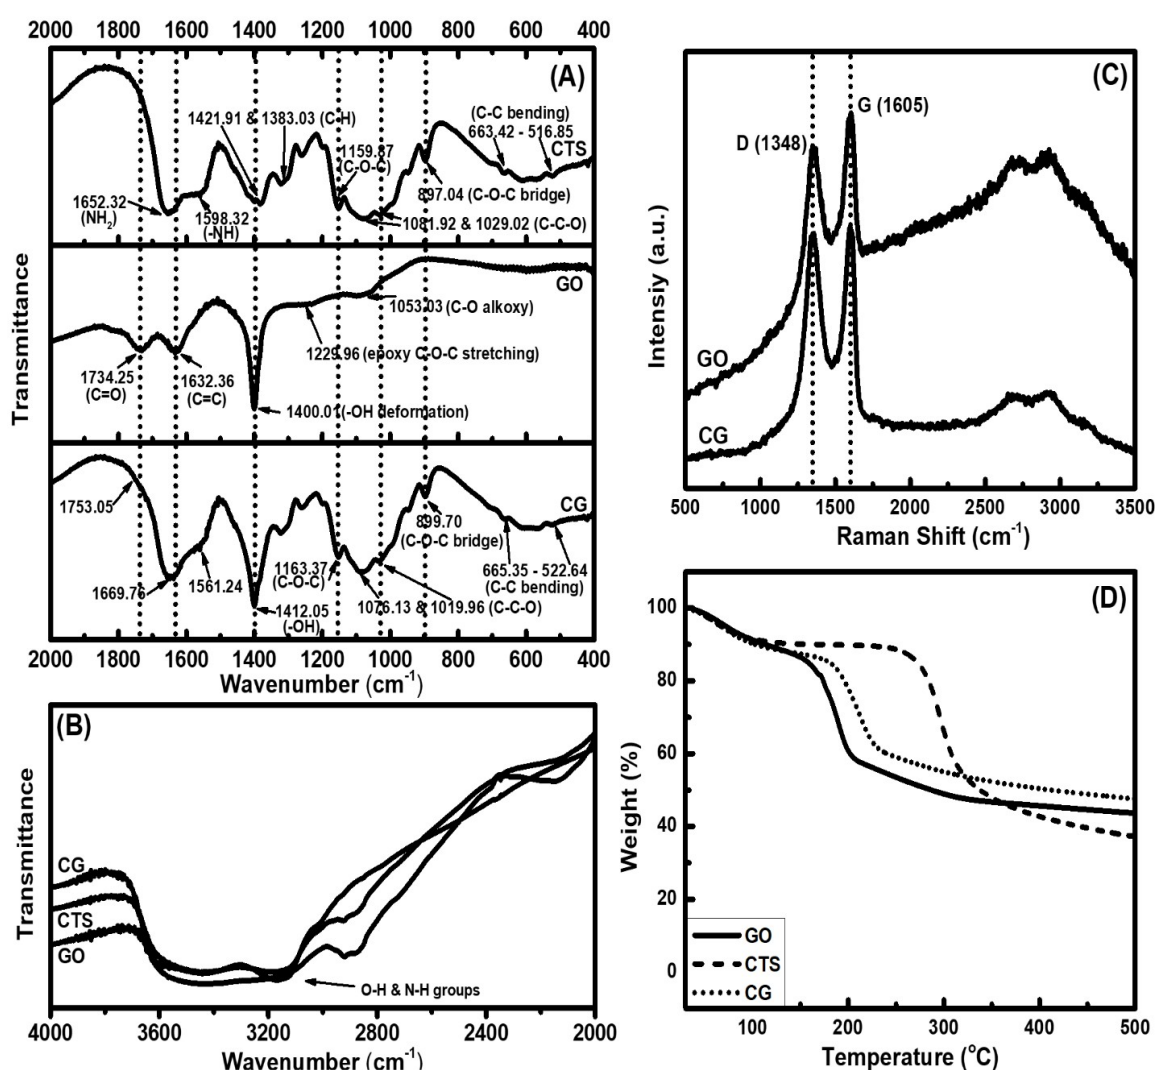 2000 1800 1600 1400 1200 1000 800 600 400
(A)
1421.91 & 1383.03 (C-H)
(C-C bending)
663.42 - 516.85
CTS
1159.87
(C-O-C)
897.04 (C-O-C bridge)
1652.32
(NH2)
1598.32
(-NH)
1081.92 & 1029.02 (C-C-O)
GO
1053.03 (C-O alkoxy)
1229.96 (epoxy C-O-C stretching)
1734.25
(C=O)
1632.36
(C=C)
1400.01(-OH deformation)
Transmittance
1753.05
CG
899.70
(C-O-C bridge)
1669.76
1561.24
1163.37
(C-O-C)
665.35 - 522.64
(C-C bending)
1412.05
(-OH)
1076.13 & 1019.96 (C-C-O)
2000 1800 1600 1400 1200 1000 800 600 400
Wavenumber (cm-1)
(B)
Transmittance
CG
CTS
GO
O-H & N-H groups
4000 3600 3200 2800 2400 2000
Wavenumber (cm-1)
(C)
G (1605)
D (1348)
Intensiy (a.u.)
GO
CG
500 1000 1500 2000 2500 3000 3500
Raman Shift (cm-1)
(D)
100
80
60
40
20
0
Weight (%)
GO
CTS
CG
100 200 300 400 500
Temperature (oC)